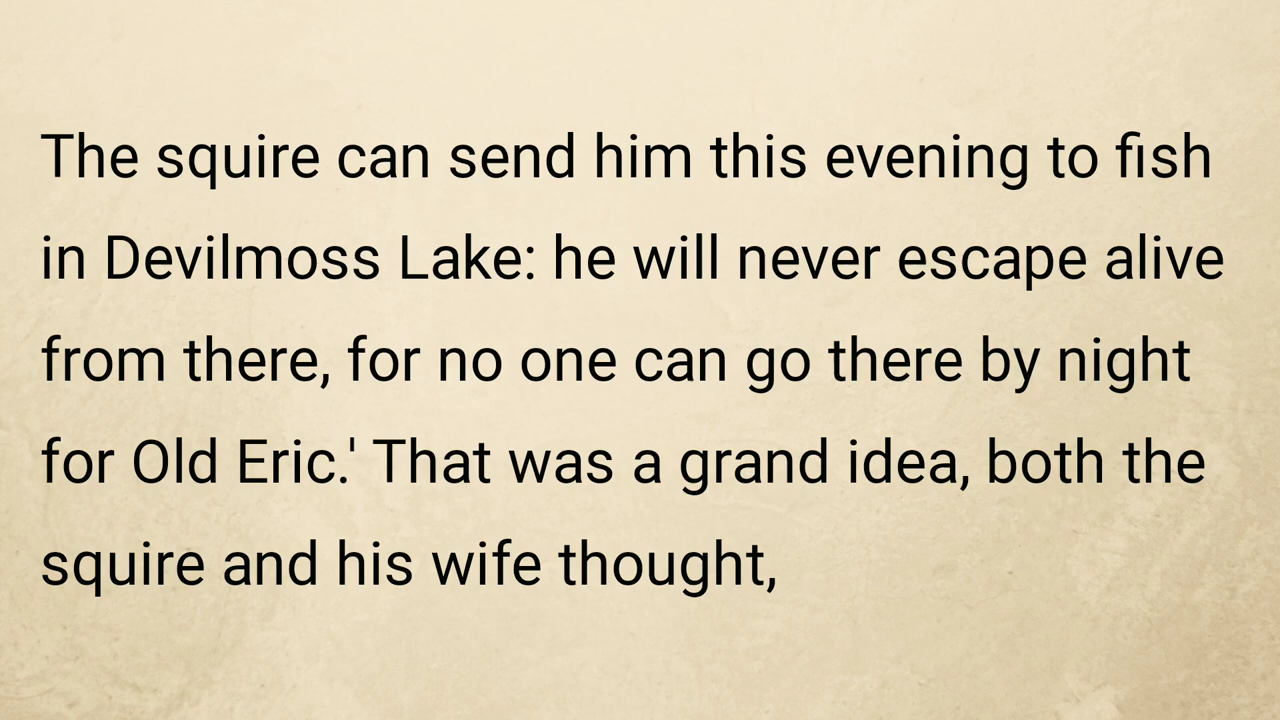 The squire can send him this evening to fish
in Devilmoss Lake: he will never escape alive
from there, for no one can go there by night
for Old Eric.' That was a grand idea, both the
squire and his wife thought,